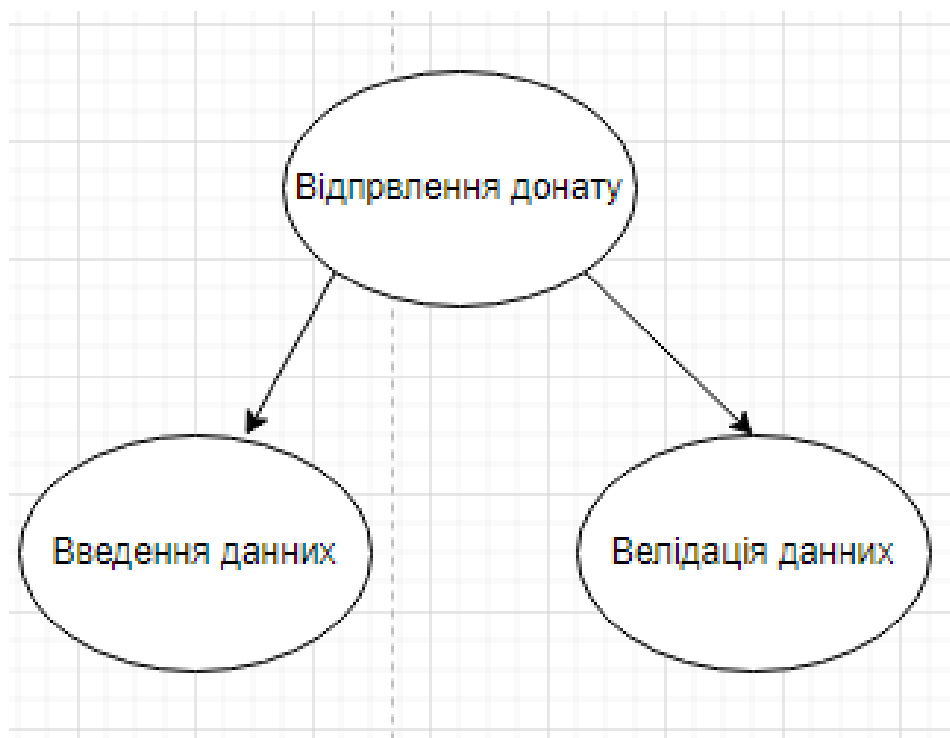 Відпрвлення донату
Введення данних
Велідація данних